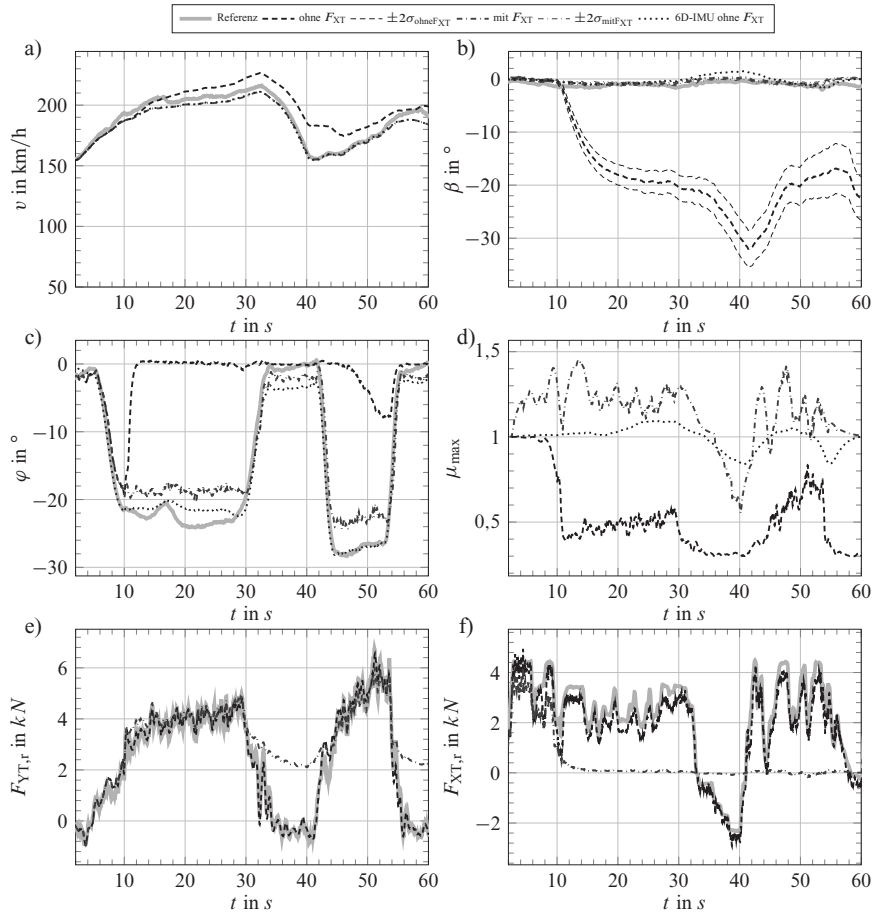 Referenz ohne F_XT ±2σ_ohneF_XT mit F_XT ±2σ_mitF_XT 6D-IMU ohne F_XT
a)
v in km/h
200
150
100
50
10 20 30 40 50 60
t in s
b)
β in °
0
−10
−20
−30
10 20 30 40 50 60
t in s
c)
φ in °
0
−10
−20
−30
10 20 30 40 50 60
t in s
d)
μ_max
1,5
1
0,5
10 20 30 40 50 60
t in s
e)
F_YT,r in kN
6
4
2
0
10 20 30 40 50 60
t in s
f)
F_XT,r in kN
4
2
0
−2
10 20 30 40 50 60
t in s